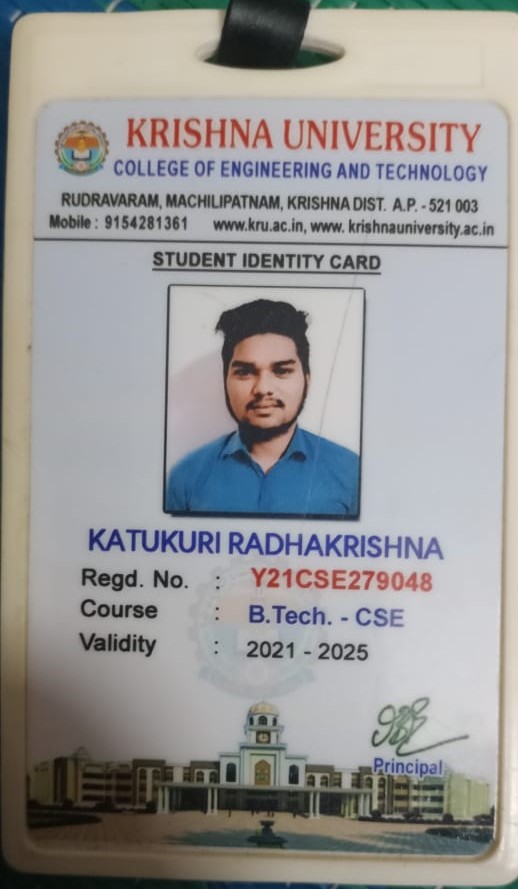 KRISHNA UNIVERSITY
COLLEGE OF ENGINEERING AND TECHNOLOGY
RUDRAVARAM, MACHILIPATNAM, KRISHNA DIST. A.P. - 521 003
Mobile : 9154281361 www.kru.ac.in, www. krishnauniversity.ac.in
STUDENT IDENTITY CARD
KATUKURI RADHAKRISHNA
Regd. No. : Y21CSE279048
Course : B.Tech. - CSE
Validity : 2021 - 2025
Principal